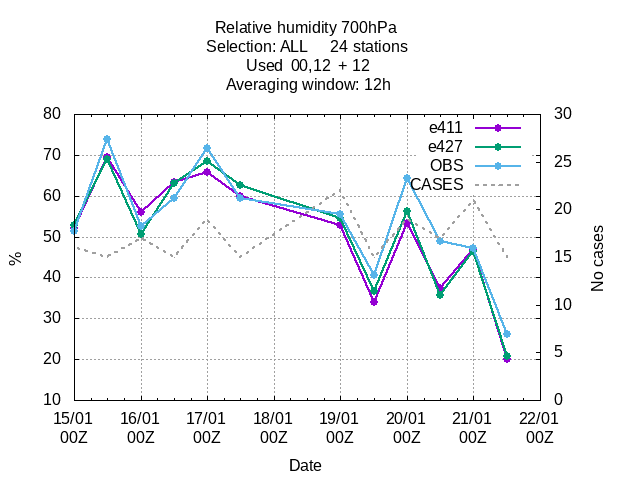 Relative humidity 700hPa
Selection: ALL 24 stations
Used 00,12 + 12
Averaging window: 12h
80 30
e411
e427
70 25
OBS
CASES
60 20
50
% 15 No cases
40
30 10
20 5
10 0
15/01 16/01 17/01 18/01 19/01 20/01 21/01 22/01
00Z 00Z 00Z 00Z 00Z 00Z 00Z 00Z
Date